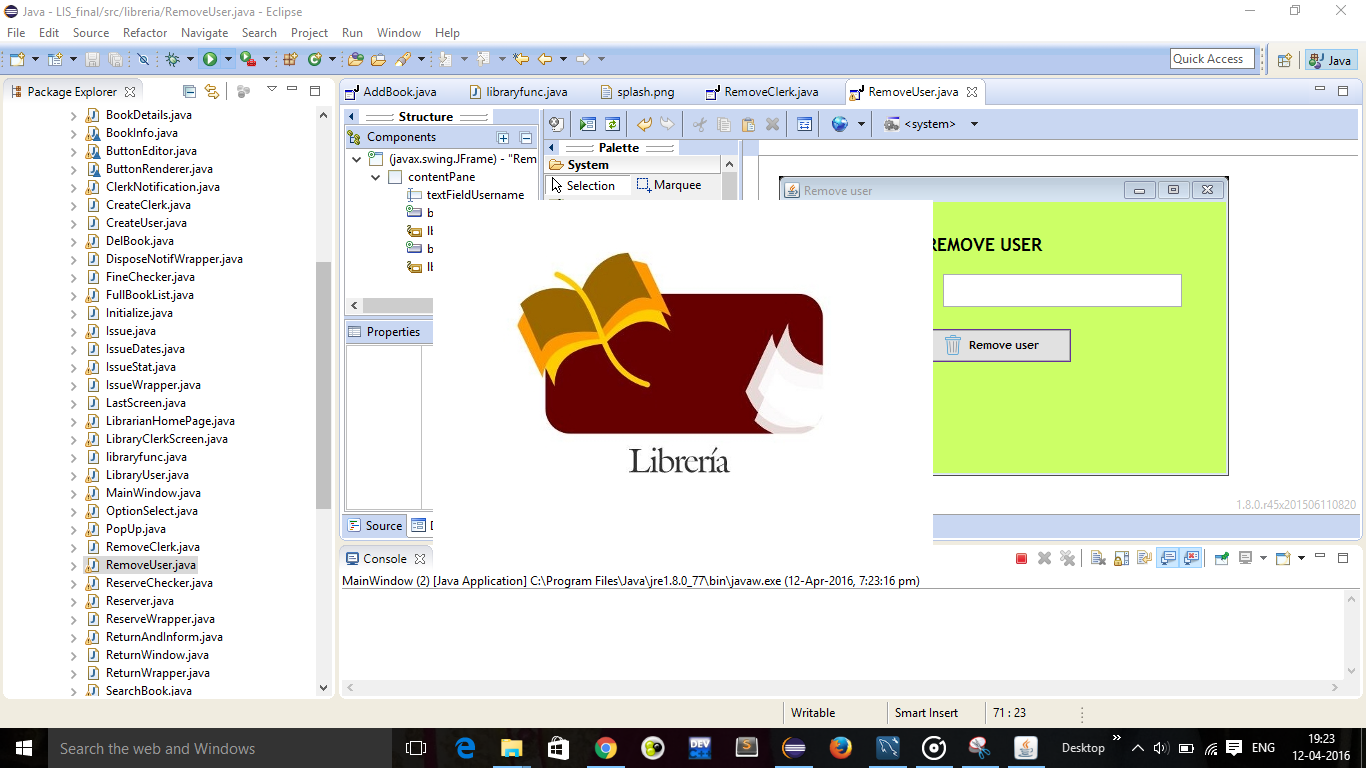 Java - LIS_final/src/libreria/RemoveUser.java - Eclipse
File Edit Source Refactor Navigate Search Project Run Window Help
Quick Access
Java
Package Explorer
BookDetails.java
BookInfo.java
ButtonEditor.java
ButtonRenderer.java
ClerkNotification.java
CreateClerk.java
CreateUser.java
DelBook.java
DisposeNotifWrapper.java
FineChecker.java
FullBookList.java
Initialize.java
Issue.java
IssueDates.java
IssueStat.java
IssueWrapper.java
LastScreen.java
LibrarianHomePage.java
LibraryClerkScreen.java
libraryfunc.java
LibraryUser.java
MainWindow.java
OptionSelect.java
PopUp.java
RemoveClerk.java
RemoveUser.java
ReserveChecker.java
Reserver.java
ReserveWrapper.java
ReturnAndInform.java
ReturnWindow.java
ReturnWrapper.java
SearchBook.java
AddBook.java libraryfunc.java splash.png RemoveClerk.java RemoveUser.java
Structure
Components
(javax.swing.JFrame) - "Rem
contentPane
textFieldUsername
b
lb
b
lb
Properties
<system>
Palette
System
Selection Marquee
Remove user
REMOVE USER
Remove user
Librería
1.8.0.r45x201506110820
Source
Console
MainWindow (2) [Java Application] C:\Program Files\Java\jre1.8.0_77\bin\javaw.exe (12-Apr-2016, 7:23:16 pm)
Writable Smart Insert 71 : 23
Search the web and Windows
DEV
Desktop
ENG
19:23
12-04-2016